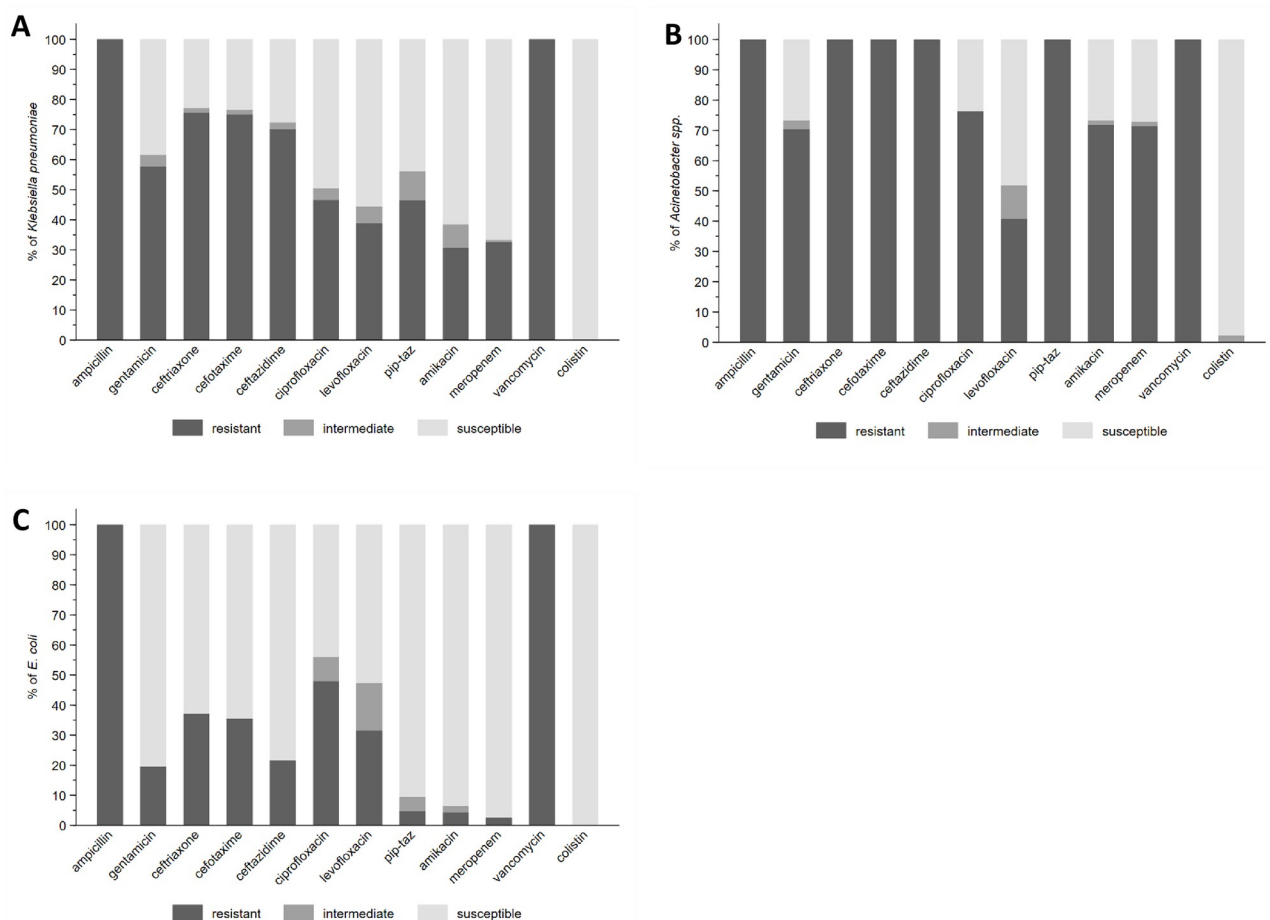 A
100
90
80
70
60
50
40
30
20
10
0
% of Klebsiella pneumoniae
ampicillin
gentamicin
ceftriaxone
cefotaxime
ceftazidime
ciprofloxacin
levofloxacin
pip-taz
amikacin
meropenem
vancomycin
colistin
resistant intermediate susceptible
B
100
90
80
70
60
50
40
30
20
10
0
% of Acinetobacter spp.
ampicillin
gentamicin
ceftriaxone
cefotaxime
ceftazidime
ciprofloxacin
levofloxacin
pip-taz
amikacin
meropenem
vancomycin
colistin
resistant intermediate susceptible
C
100
90
80
70
60
50
40
30
20
10
0
% of E. coli
ampicillin
gentamicin
ceftriaxone
cefotaxime
ceftazidime
ciprofloxacin
levofloxacin
pip-taz
amikacin
meropenem
vancomycin
colistin
resistant intermediate susceptible